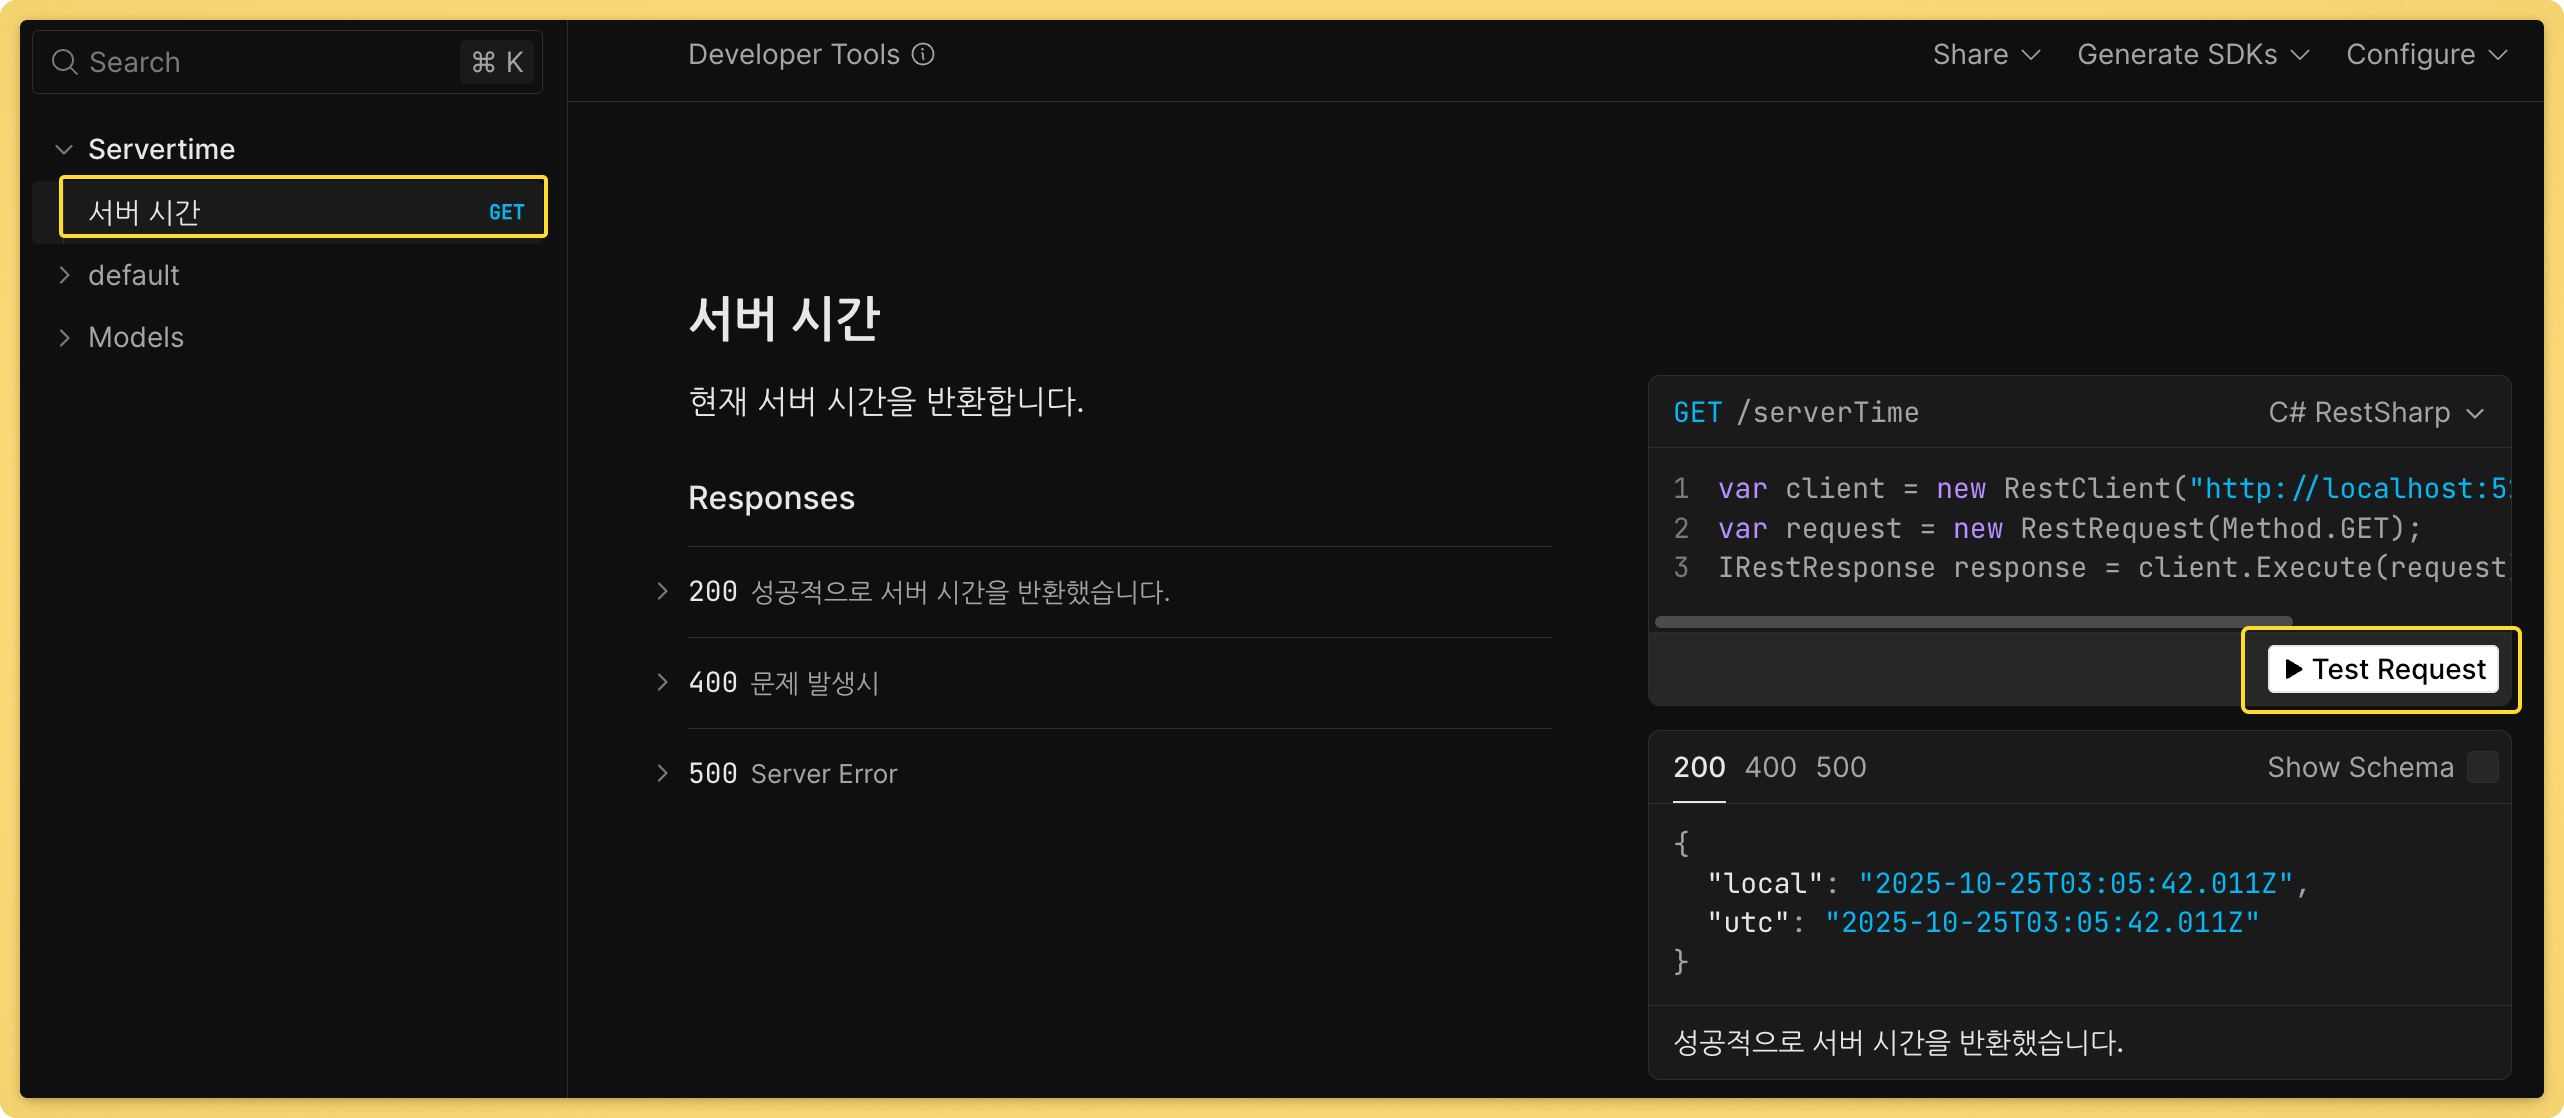 Search
⌘ K
Servertime
서버 시간 GET
default
Models
Developer Tools
Share
Generate SDKs
Configure
서버 시간
현재 서버 시간을 반환합니다.
Responses
200 성공적으로 서버 시간을 반환했습니다.
400 문제 발생시
500 Server Error
GET /serverTime
C# RestSharp
1 var client = new RestClient("http://localhost:5
2 var request = new RestRequest(Method.GET);
3 IRestResponse response = client.Execute(request
Test Request
200 400 500
Show Schema
{
"local": "2025-10-25T03:05:42.011Z",
"utc": "2025-10-25T03:05:42.011Z"
}
성공적으로 서버 시간을 반환했습니다.